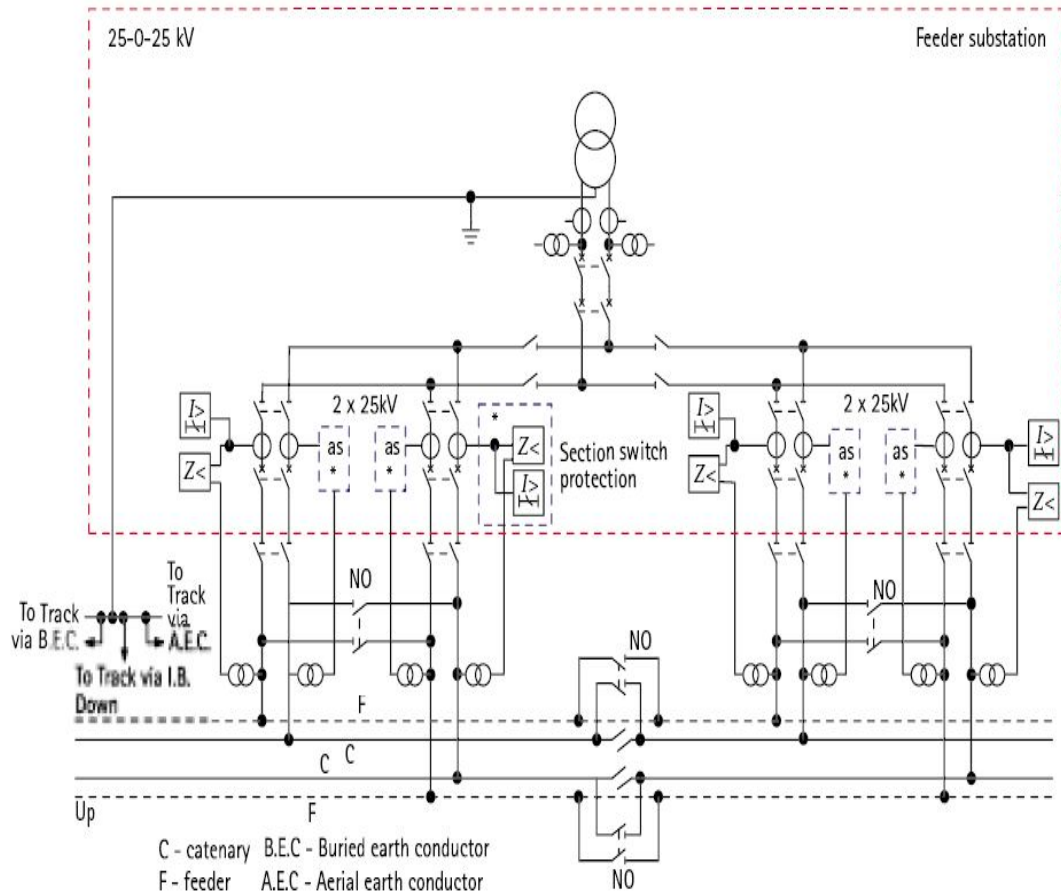 25-0-25 kV
Feeder substation
2 x 25kV
2 x 25kV
I>
Z<
as
*
as
*
*
Z<
I>
Section switch
protection
I>
Z<
as
*
as
*
I>
Z<
NO
NO
To Track
via B.E.C.
To
Track
via
A.E.C.
To Track via I.B.
Down
NO
F
C
C
Up
F
NO
C - catenary
B.E.C - Buried earth conductor
F - feeder
A.E.C - Aerial earth conductor